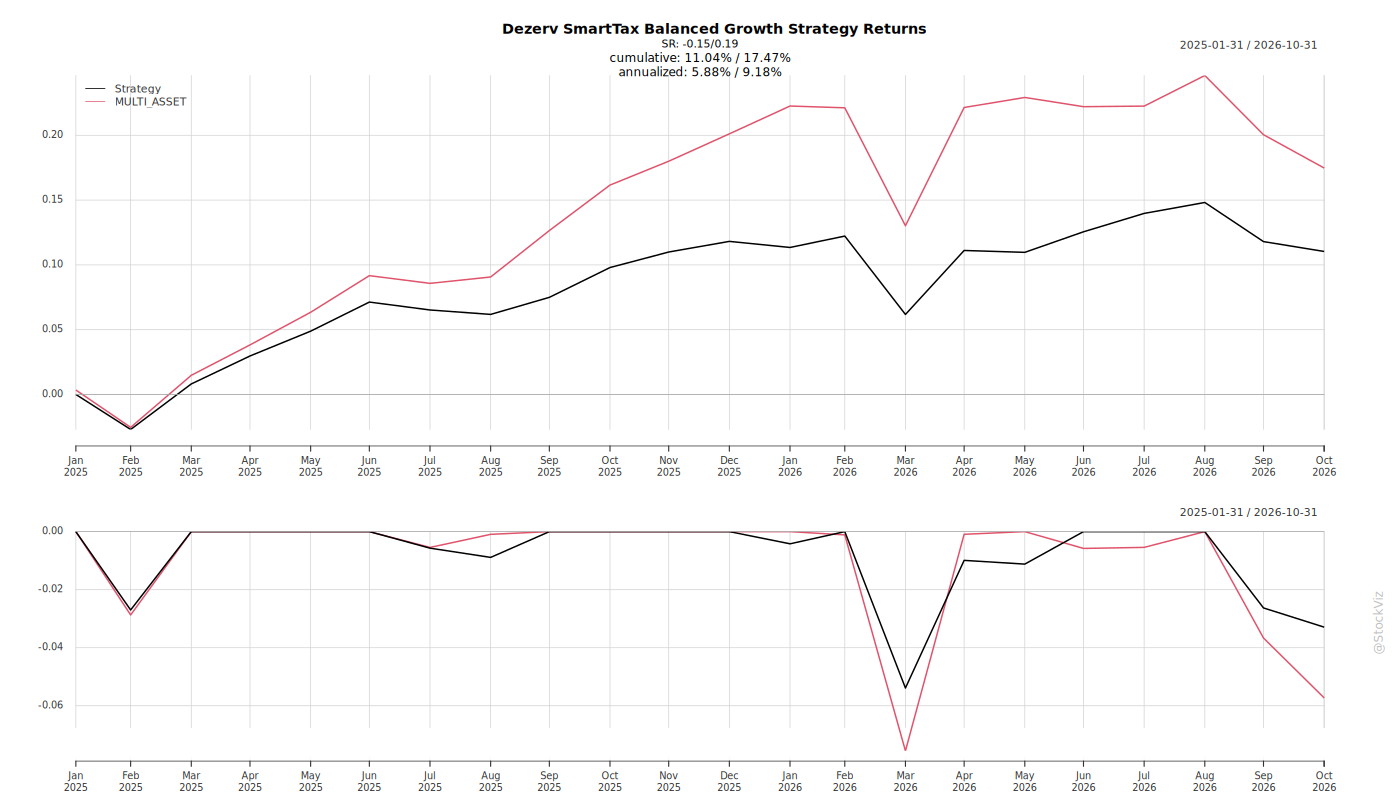 Dezerv SmartTax Balanced Growth Strategy Returns
SR: -0.15/0.19
cumulative: 11.04% / 17.47%
annualized: 5.88% / 9.18%
2025-01-31 / 2026-10-31
Strategy
MULTI_ASSET
0.20
0.15
0.10
0.05
0.00
Jan Feb Mar Apr May Jun Jul Aug Sep Oct Nov Dec Jan Feb Mar Apr May Jun Jul Aug Sep Oct
2025 2025 2025 2025 2025 2025 2025 2025 2025 2025 2025 2025 2026 2026 2026 2026 2026 2026 2026 2026 2026 2026
2025-01-31 / 2026-10-31
0.00
-0.02
-0.04
-0.06
Jan Feb Mar Apr May Jun Jul Aug Sep Oct Nov Dec Jan Feb Mar Apr May Jun Jul Aug Sep Oct
2025 2025 2025 2025 2025 2025 2025 2025 2025 2025 2025 2025 2026 2026 2026 2026 2026 2026 2026 2026 2026 2026
@StockViz